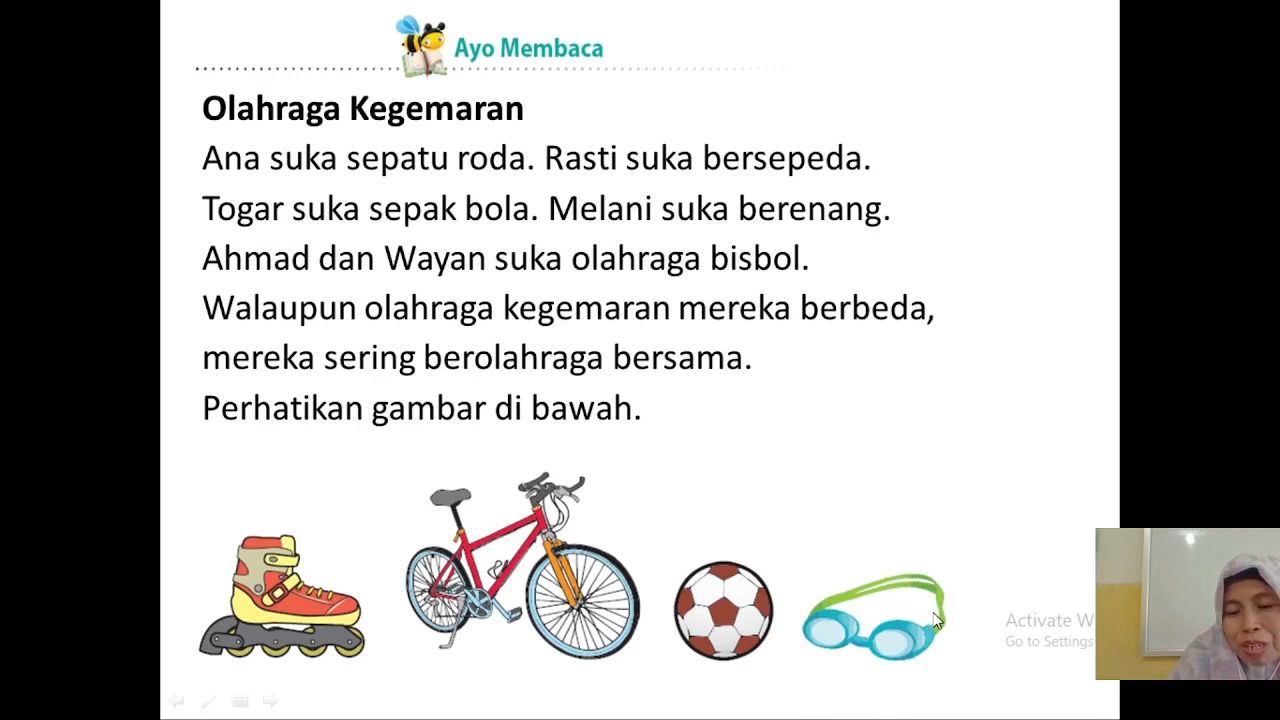 Ayo Membaca
Olahraga Kegemaran
Ana suka sepatu roda. Rasti suka bersepeda.
Togar suka sepak bola. Melani suka berenang.
Ahmad dan Wayan suka olahraga bisbol.
Walaupun olahraga kegemaran mereka berbeda,
mereka sering berolahraga bersama.
Perhatikan gambar di bawah.
Activate W
Go to Settings